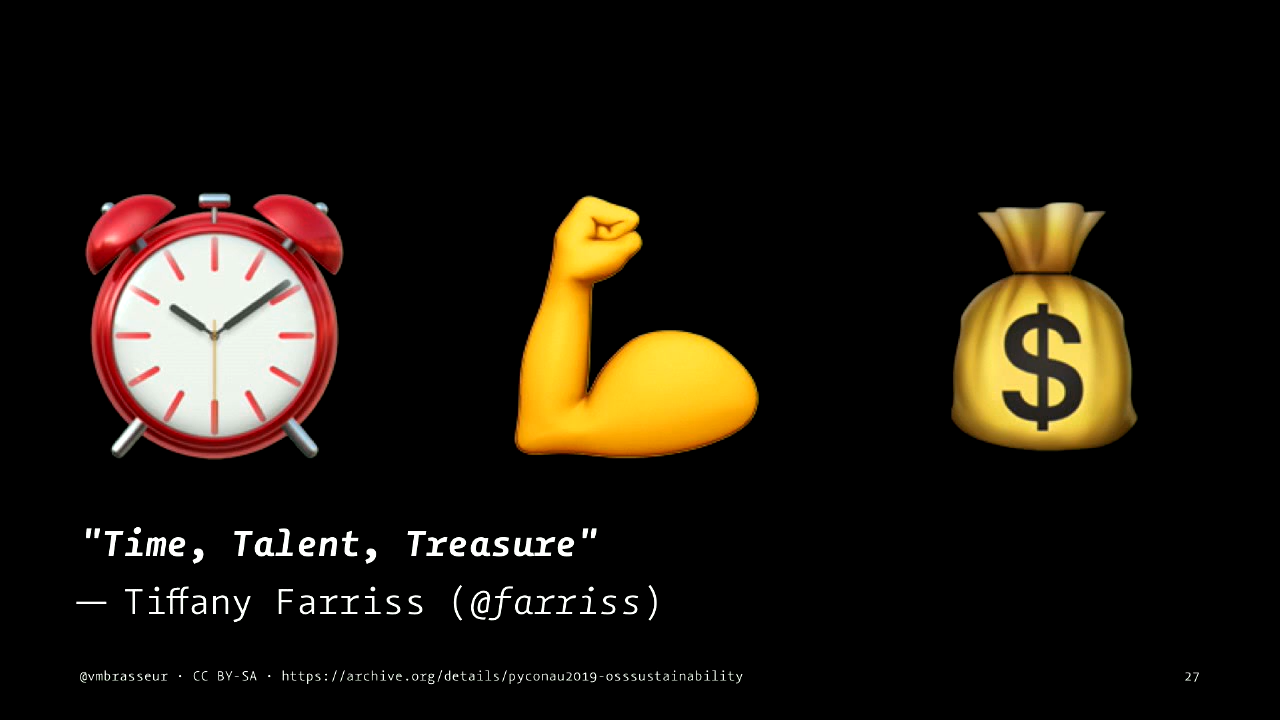 $
"Time, Talent, Treasure"
— Tiffany Farriss (@farriss)
@vmbrasseur · CC BY-SA · https://archive.org/details/pyconau2019-osssustainability
27